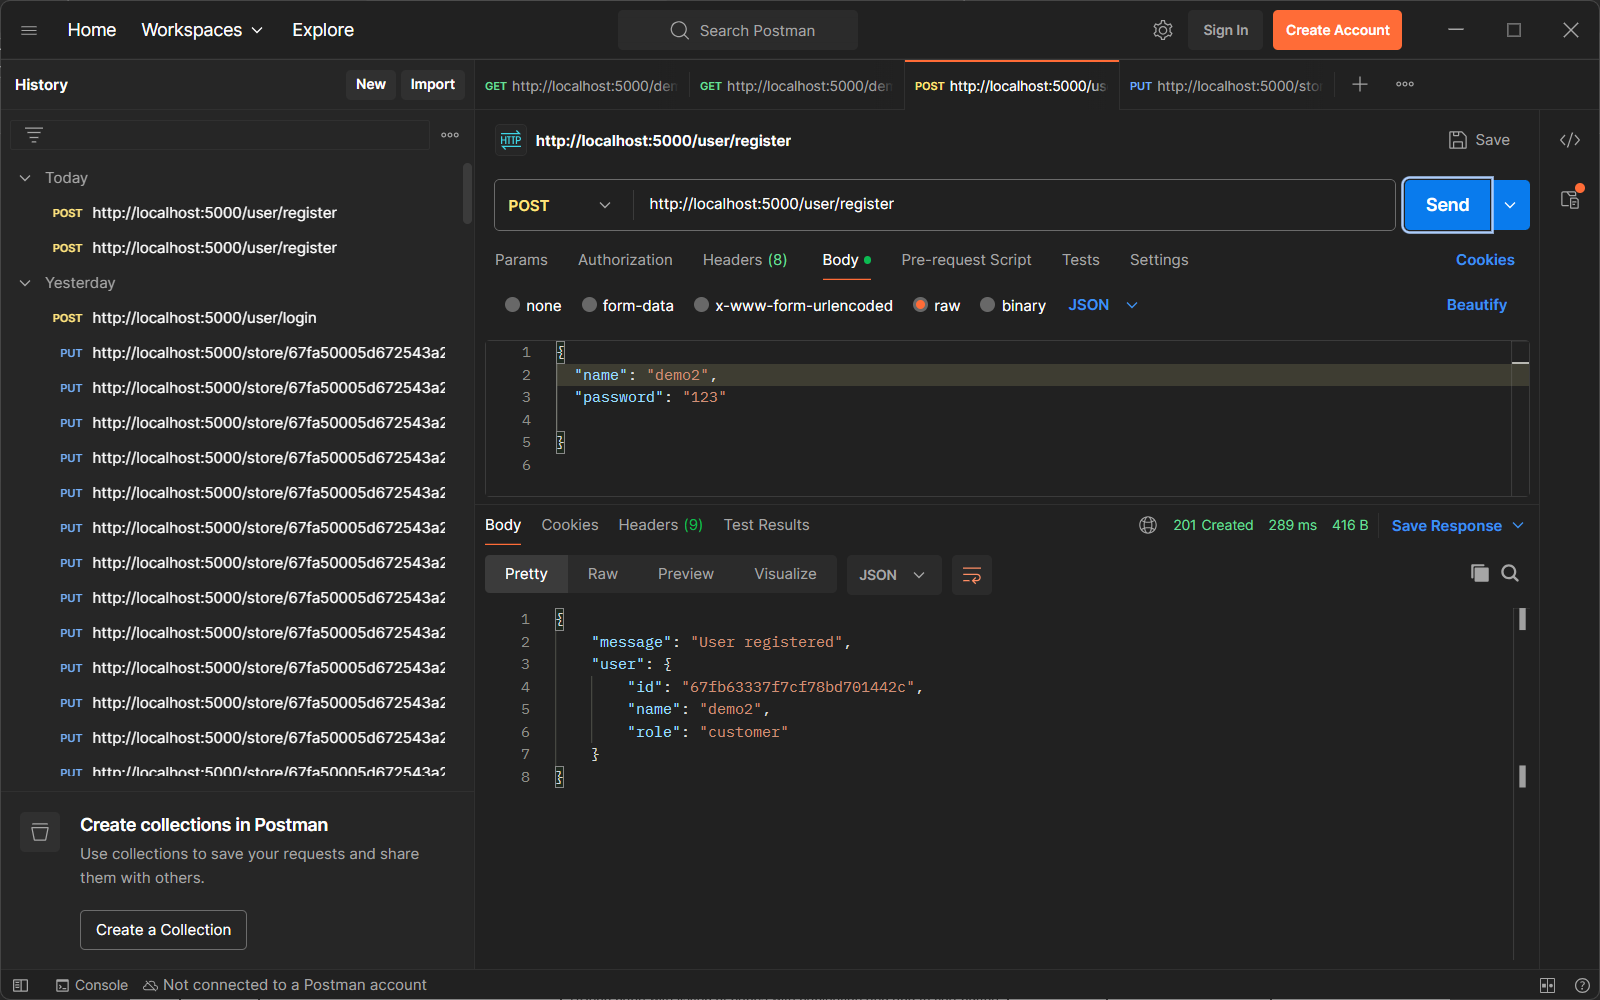 Home Workspaces Explore Search Postman Sign In Create Account
History New Import
GET http://localhost:5000/den GET http://localhost:5000/den POST http://localhost:5000/us PUT http://localhost:5000/sto
HTTP http://localhost:5000/user/register Save
Today
POST http://localhost:5000/user/register
POST http://localhost:5000/user/register
Yesterday
POST http://localhost:5000/user/login
PUT http://localhost:5000/store/67fa50005d672543a2
PUT http://localhost:5000/store/67fa50005d672543a2
PUT http://localhost:5000/store/67fa50005d672543a2
PUT http://localhost:5000/store/67fa50005d672543a2
PUT http://localhost:5000/store/67fa50005d672543a2
PUT http://localhost:5000/store/67fa50005d672543a2
PUT http://localhost:5000/store/67fa50005d672543a2
PUT http://localhost:5000/store/67fa50005d672543a2
PUT http://localhost:5000/store/67fa50005d672543a2
PUT http://localhost:5000/store/67fa50005d672543a2
PUT http://localhost:5000/store/67fa50005d672543a2
PUT http://localhost:5000/store/67fa50005d672543a2
PUT http://localhost:5000/store/67fa50005d672543a2
Create collections in Postman
Use collections to save your requests and share
them with others.
Create a Collection
POST http://localhost:5000/user/register Send
Params Authorization Headers (8) Body Pre-request Script Tests Settings Cookies
none form-data x-www-form-urlencoded raw binary JSON Beautify
1 {
2 "name": "demo2",
3 "password": "123"
4
5 }
6
Body Cookies Headers (9) Test Results 201 Created 289 ms 416 B Save Response
Pretty Raw Preview Visualize JSON
1 {
2 "message": "User registered",
3 "user": {
4 "id": "67fb63337f7cf78bd701442c",
5 "name": "demo2",
6 "role": "customer"
7 }
8 }
Console Not connected to a Postman account